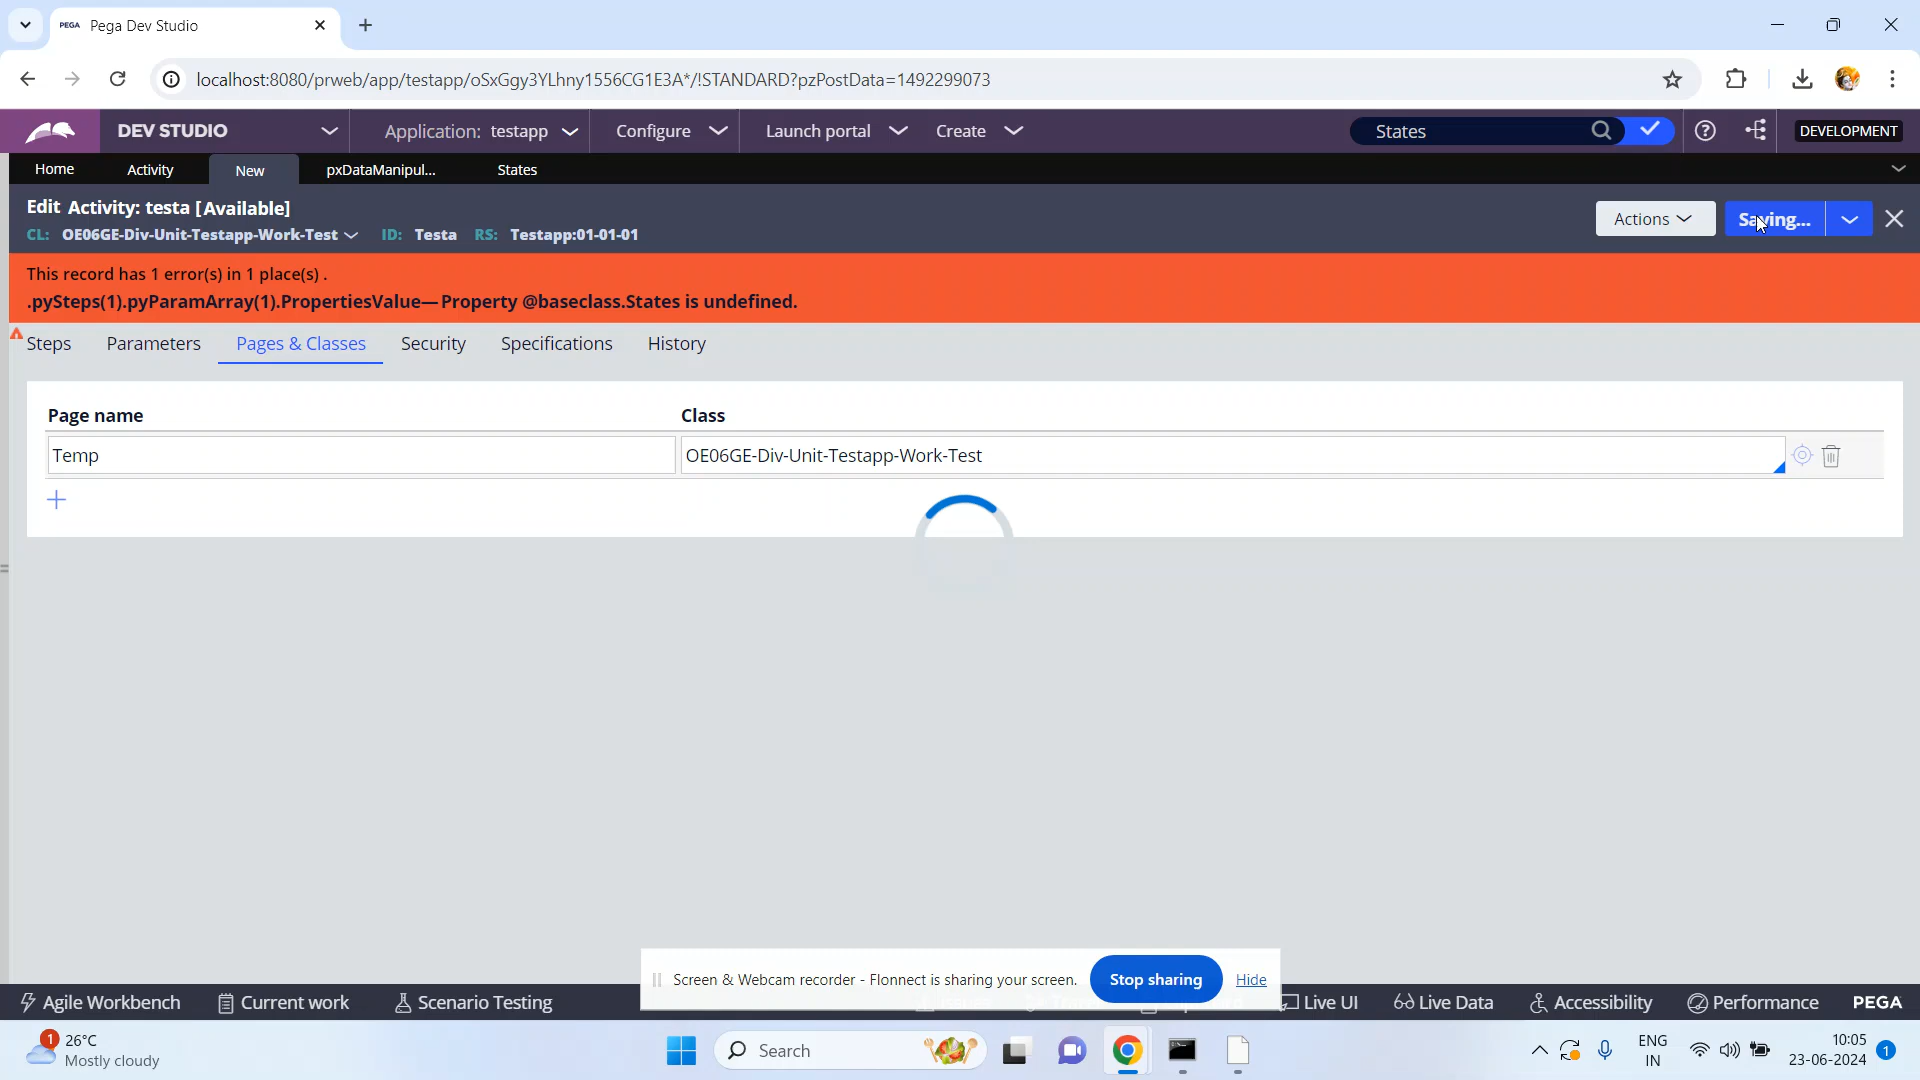 PEGA Pega Dev Studio
localhost:8080/prweb/app/testapp/oSxGgy3YLhny1556CG1E3A*/!STANDARD?pzPostData=1492299073
DEV STUDIO Application: testapp Configure Launch portal Create States DEVELOPMENT
Home Activity New pxDataManipul... States
Edit Activity: testa [Available]
Actions Saving...
CL: OE06GE-Div-Unit-Testapp-Work-Test ID: Testa RS: Testapp:01-01-01
This record has 1 error(s) in 1 place(s) .
.pySteps(1).pyParamArray(1).PropertiesValue—Property @baseclass.States is undefined.
Steps Parameters Pages & Classes Security Specifications History
Page name Class
Temp OE06GE-Div-Unit-Testapp-Work-Test
Screen & Webcam recorder - Flonnect is sharing your screen. Stop sharing Hide
Agile Workbench Current work Scenario Testing Live UI Live Data Accessibility Performance PEGA
1 26°C
Mostly cloudy
Search
ENG
IN
10:05
23-06-2024 1